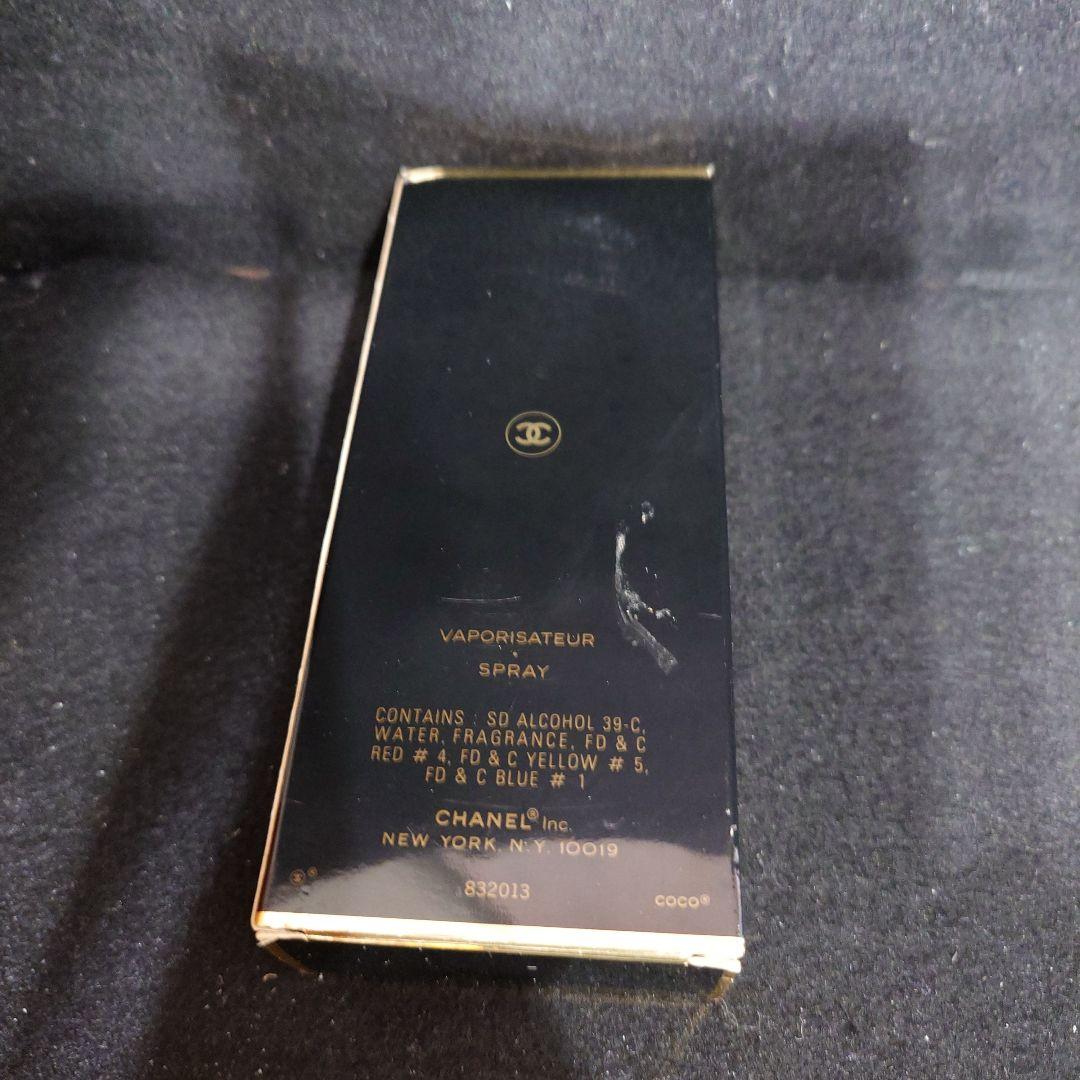 VAPORISATEUR
SPRAY
CONTAINS : SD ALCOHOL 39-C,
WATER, FRAGRANCE, FD & C
RED # 4, FD & C YELLOW # 5,
FD & C BLUE # 1
CHANEL® Inc.
NEW YORK, N.Y. 10019
832013
COCO®